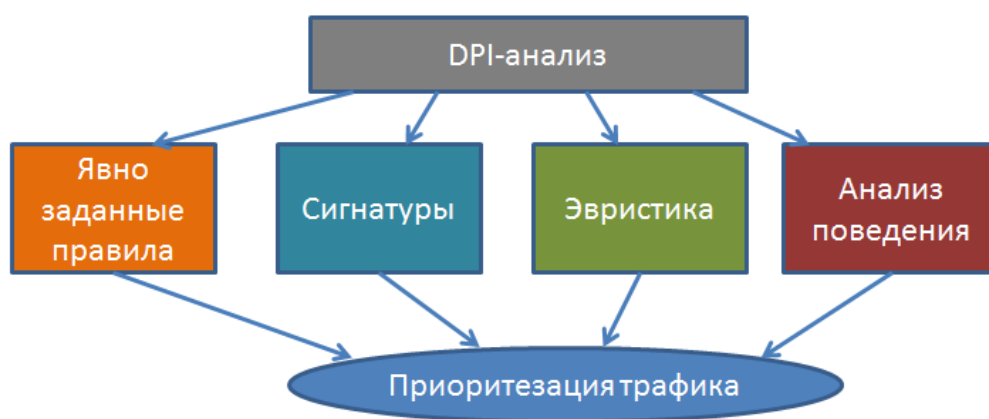 DPI-анализ
Явно
заданные
правила
Сигнатуры
Эвристика
Анализ
поведения
Приоритезация трафика